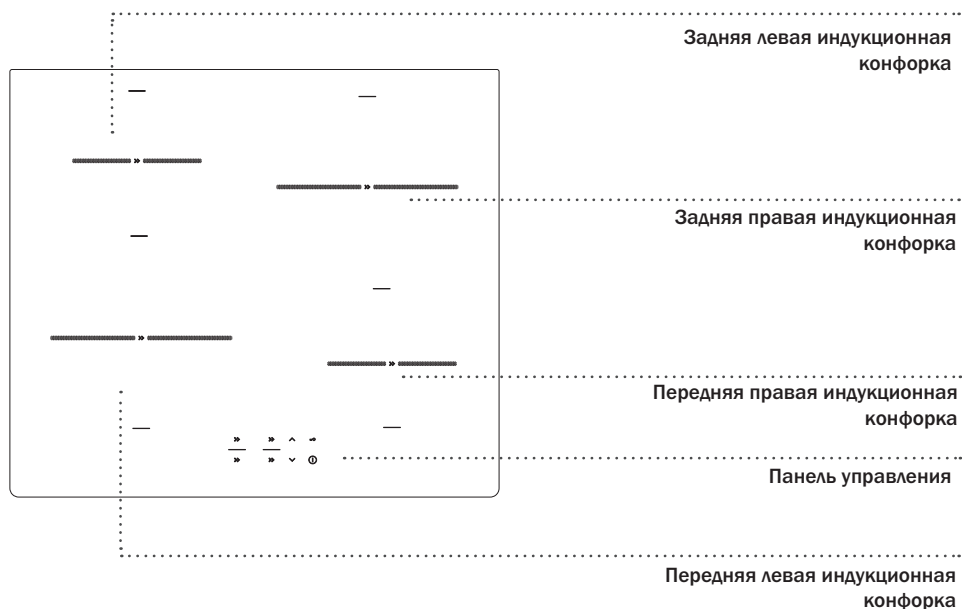 Задняя левая индукционная
конфорка
Задняя правая индукционная
конфорка
Передняя правая индукционная
конфорка
Панель управления
Передняя левая индукционная
конфорка